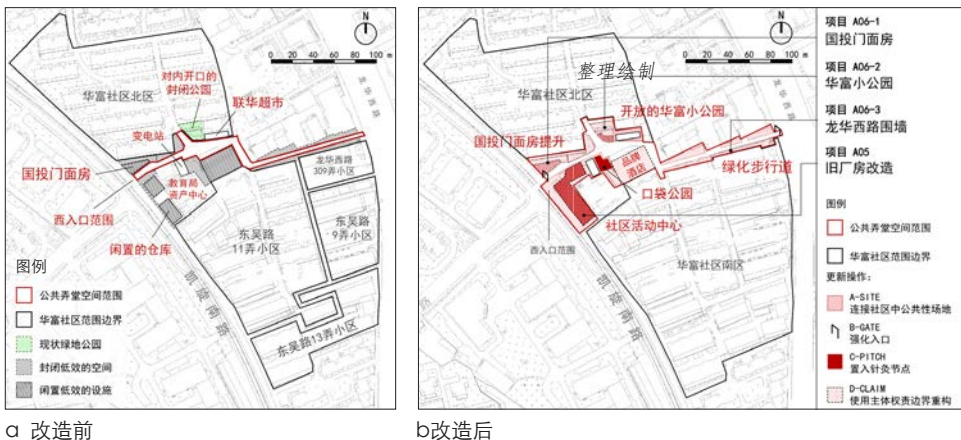 N
0 20 40 60 80 100 m
华富社区北区
对内开口的
封闭公园
联华超市
龙华西路
变电站
国投门面房
教育局
资产中心
龙华西路
309弄小区
西入口范围
闲置的仓库
东吴路
11弄小区
东吴路
9弄小区
凯旋南路
东吴路13弄小区
图例
公共弄堂空间范围
华富社区范围边界
现状绿地公园
封闭低效的空间
闲置低效的设施
a 改造前
N
0 20 40 60 80 100 m
整理绘制
华富社区北区
开放的华富小公园
龙华西路
国投门面房提升
品牌
酒店
绿化步行道
口袋公园
社区活动中心
西入口范围
华富社区南区
凯旋南路
项目 A06-1
国投门面房
项目 A06-2
华富小公园
项目 A06-3
龙华西路围墙
项目 A05
旧厂房改造
图例
公共弄堂空间范围
华富社区范围边界
更新操作:
A-SITE
连接社区中公共性场地
B-GATE
强化入口
C-PITCH
置入针灸节点
D-CLAIM
使用主体权责边界重构
b改造后